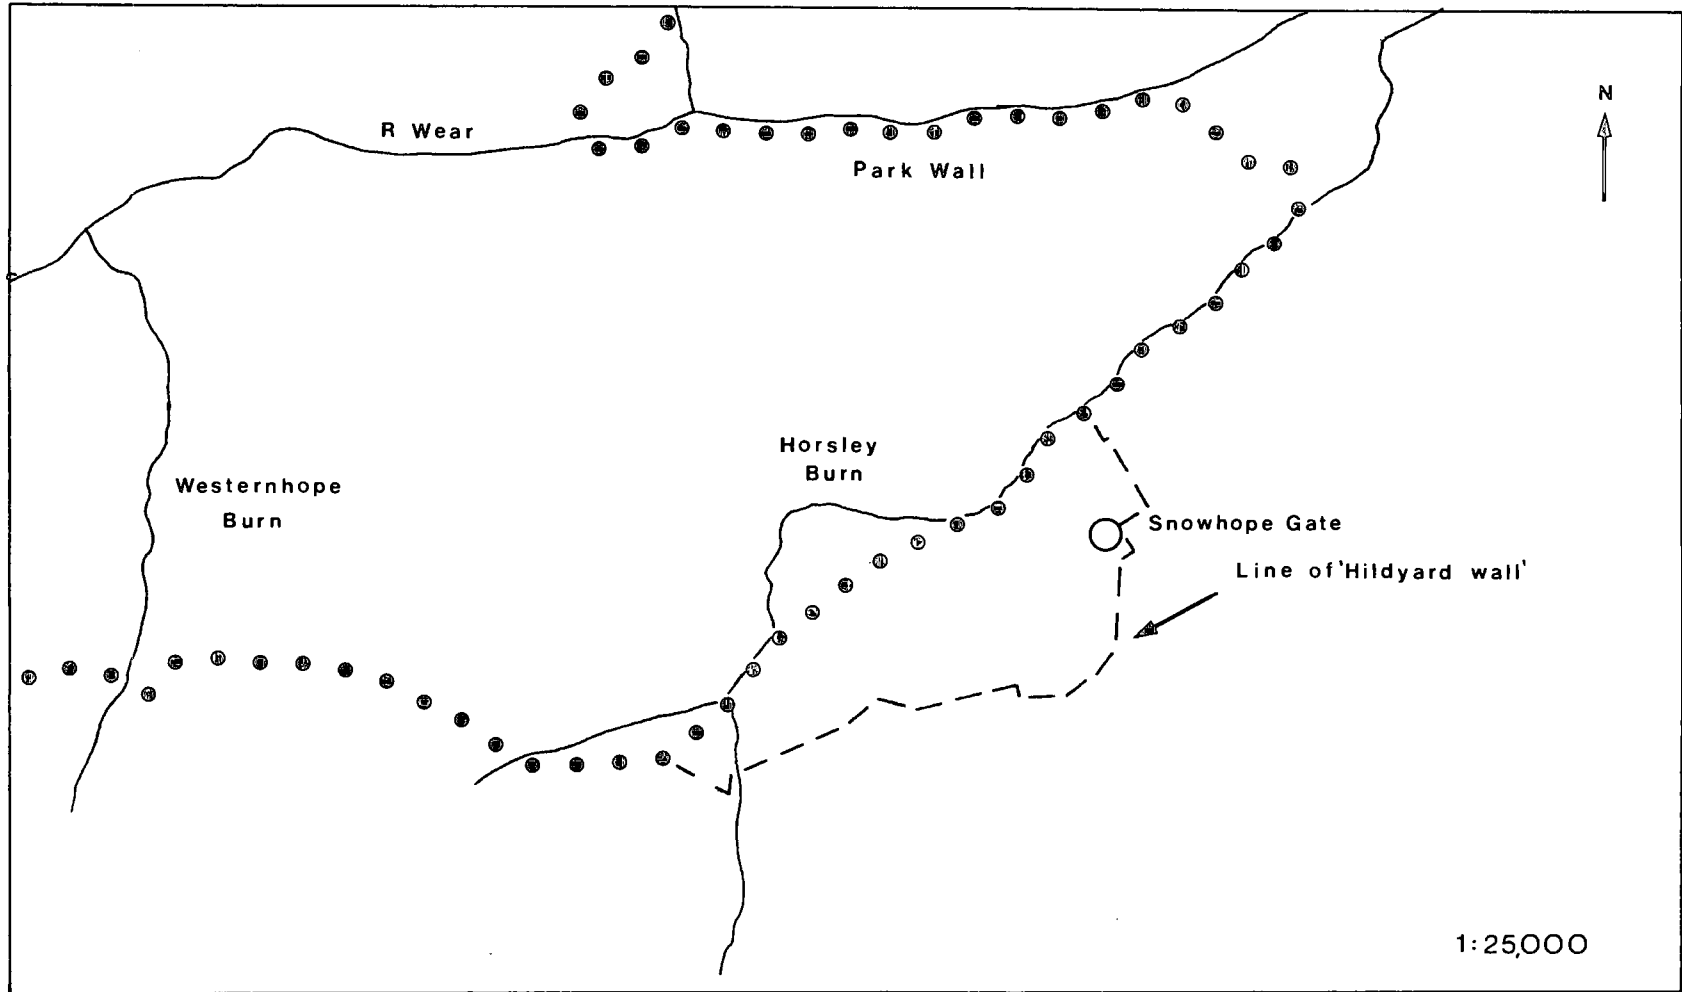 N
R Wear
Park Wall
Horsley
Burn
Westernhope
Burn
Snowhope Gate
Line of 'Hildyard wall'
1:25,000